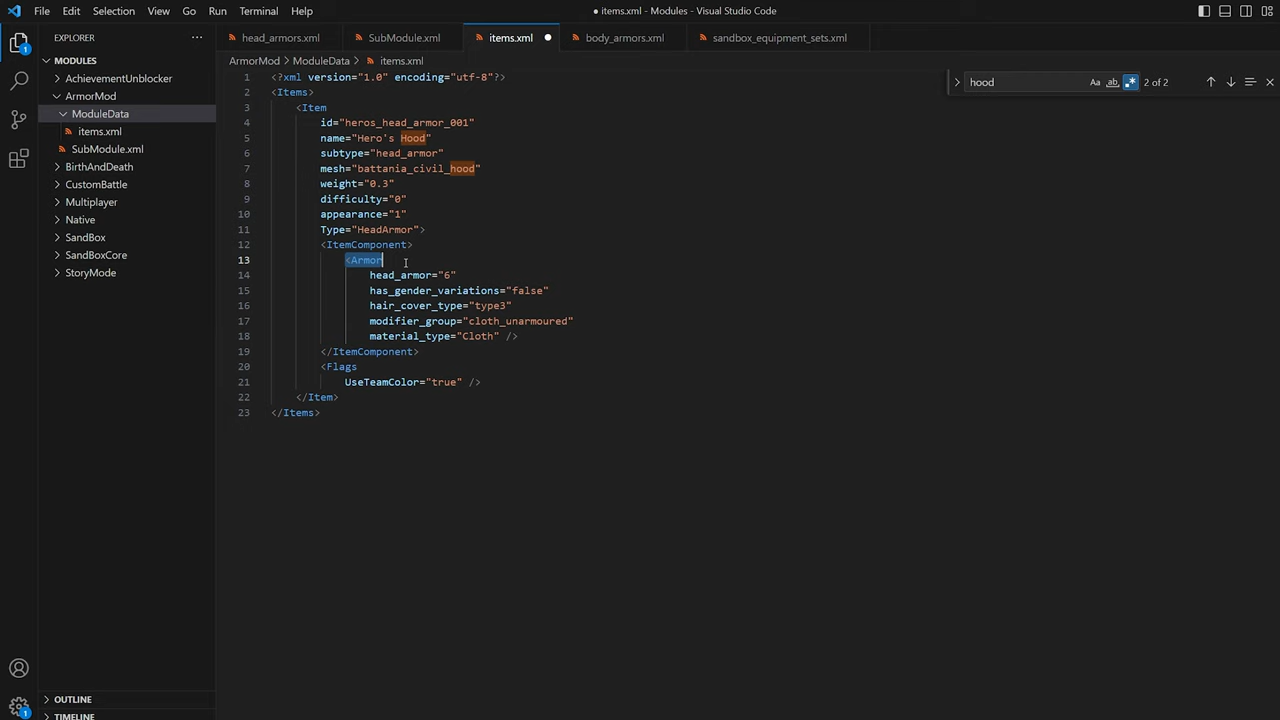 File Edit Selection View Go Run Terminal Help
● items.xml - Modules - Visual Studio Code
EXPLORER
head_armors.xml SubModule.xml items.xml body_armors.xml sandbox_equipment_sets.xml
MODULES
AchievementUnblocker
ArmorMod
ModuleData
items.xml
SubModule.xml
BirthAndDeath
CustomBattle
Multiplayer
Native
SandBox
SandBoxCore
StoryMode
OUTLINE
TIMELINE
1
1
ArmorMod > ModuleData > items.xml
hood Aa ab .* 2 of 2
1 <?xml version="1.0" encoding="utf-8"?>
2 <Items>
3 <Item
4 id="heros_head_armor_001"
5 name="Hero's Hood"
6 subtype="head_armor"
7 mesh="battania_civil_hood"
8 weight="0.3"
9 difficulty="0"
10 appearance="1"
11 Type="HeadArmor">
12 <ItemComponent>
13 <Armor
14 head_armor="6"
15 has_gender_variations="false"
16 hair_cover_type="type3"
17 modifier_group="cloth_unarmoured"
18 material_type="Cloth" />
19 </ItemComponent>
20 <Flags
21 UseTeamColor="true" />
22 </Item>
23 </Items>